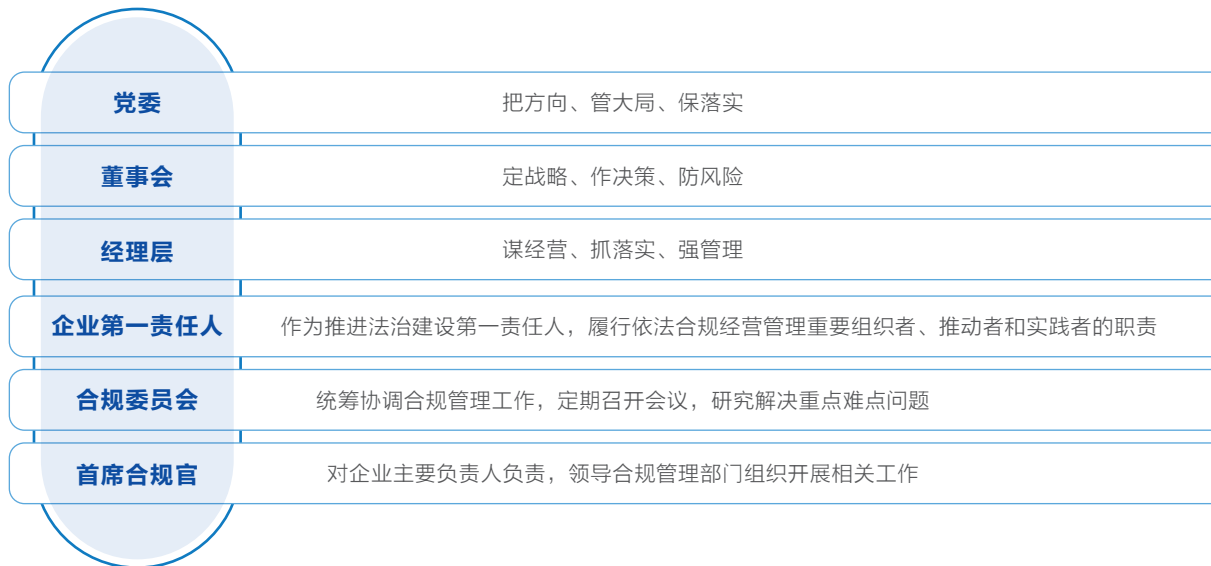 党委 把方向、管大局、保落实
董事会 定战略、作决策、防风险
经理层 谋经营、抓落实、强管理
企业第一责任人 作为推进法治建设第一责任人，履行依法合规经营管理重要组织者、推动者和实践者的职责
合规委员会 统筹协调合规管理工作，定期召开会议，研究解决重点难点问题
首席合规官 对企业主要负责人负责，领导合规管理部门组织开展相关工作